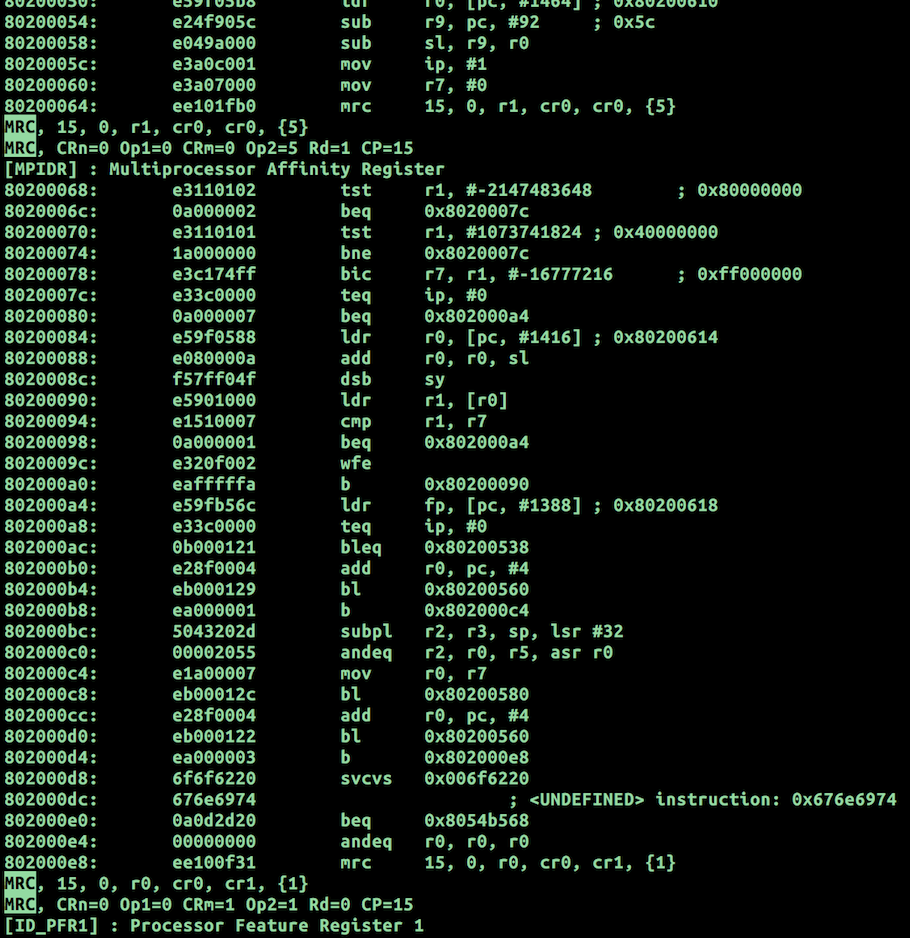 80200050: e59f05b8 ldr r0, [pc, #1464] ; 0x80200610
80200054: e24f905c sub r9, pc, #92 ; 0x5c
80200058: e049a000 sub sl, r9, r0
8020005c: e3a0c001 mov ip, #1
80200060: e3a07000 mov r7, #0
80200064: ee101fb0 mrc 15, 0, r1, cr0, cr0, {5}
MRC, 15, 0, r1, cr0, cr0, {5}
MRC, CRn=0 Op1=0 CRm=0 Op2=5 Rd=1 CP=15
[MPIDR] : Multiprocessor Affinity Register
80200068: e3110102 tst r1, #-2147483648 ; 0x80000000
8020006c: 0a000002 beq 0x8020007c
80200070: e3110101 tst r1, #1073741824 ; 0x40000000
80200074: 1a000000 bne 0x8020007c
80200078: e3c174ff bic r7, r1, #-16777216 ; 0xff000000
8020007c: e33c0000 teq ip, #0
80200080: 0a000007 beq 0x802000a4
80200084: e59f0588 ldr r0, [pc, #1416] ; 0x80200614
80200088: e080000a add r0, r0, sl
8020008c: f57ff04f dsb sy
80200090: e5901000 ldr r1, [r0]
80200094: e1510007 cmp r1, r7
80200098: 0a000001 beq 0x802000a4
8020009c: e320f002 wfe
802000a0: eafffffa b 0x80200090
802000a4: e59fb56c ldr fp, [pc, #1388] ; 0x80200618
802000a8: e33c0000 teq ip, #0
802000ac: 0b000121 bleq 0x80200538
802000b0: e28f0004 add r0, pc, #4
802000b4: eb000129 bl 0x80200560
802000b8: ea000001 b 0x802000c4
802000bc: 5043202d subpl r2, r3, sp, lsr #32
802000c0: 00002055 andeq r2, r0, r5, asr r0
802000c4: e1a00007 mov r0, r7
802000c8: eb00012c bl 0x80200580
802000cc: e28f0004 add r0, pc, #4
802000d0: eb000122 bl 0x80200560
802000d4: ea000003 b 0x802000e8
802000d8: 6f6f6220 svcvs 0x006f6220
802000dc: 676e6974 ; <UNDEFINED> instruction: 0x676e6974
802000e0: 0a0d2d20 beq 0x8054b568
802000e4: 00000000 andeq r0, r0, r0
802000e8: ee100f31 mrc 15, 0, r0, cr0, cr1, {1}
MRC, 15, 0, r0, cr0, cr1, {1}
MRC, CRn=0 Op1=0 CRm=1 Op2=1 Rd=0 CP=15
[ID_PFR1] : Processor Feature Register 1